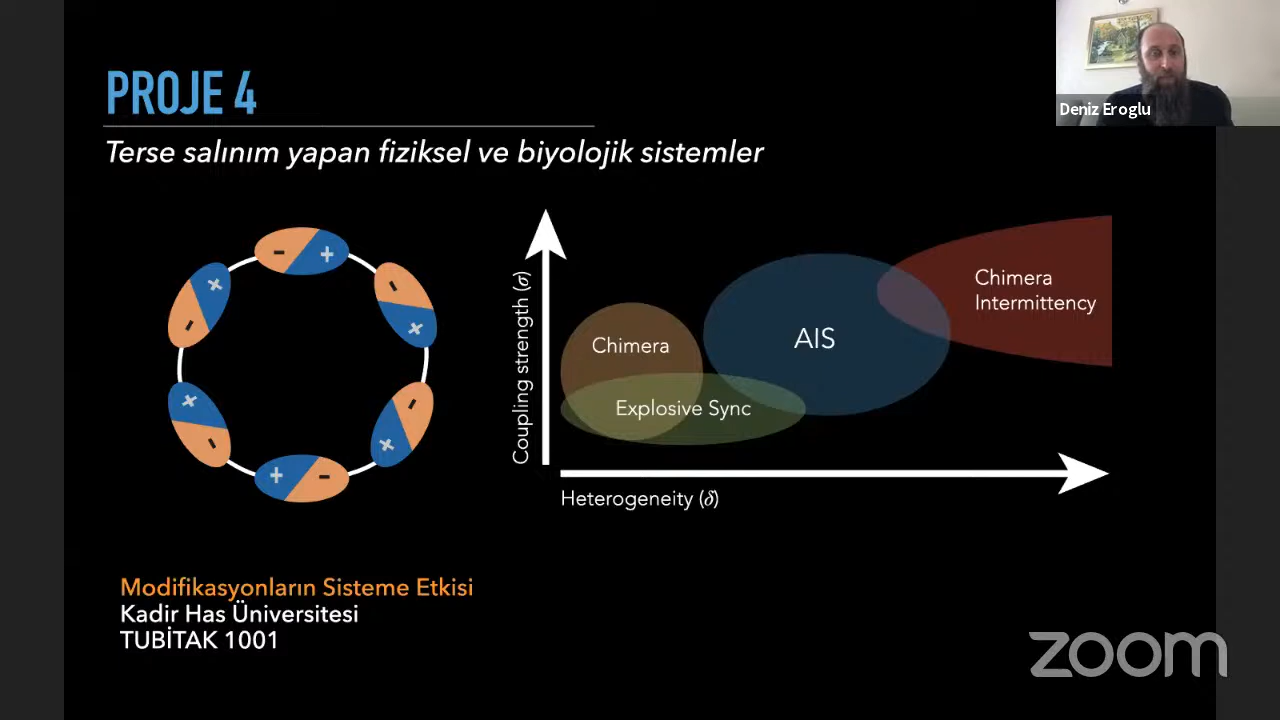 PROJE 4
Deniz Eroglu
Terse salınım yapan fiziksel ve biyolojik sistemler
- +
- +
- +
- +
+ -
+ -
Coupling strength (σ)
Chimera
Explosive Sync
AIS
Chimera
Intermittency
Heterogeneity (δ)
Modifikasyonların Sisteme Etkisi
Kadir Has Üniversitesi
TUBİTAK 1001
zoom